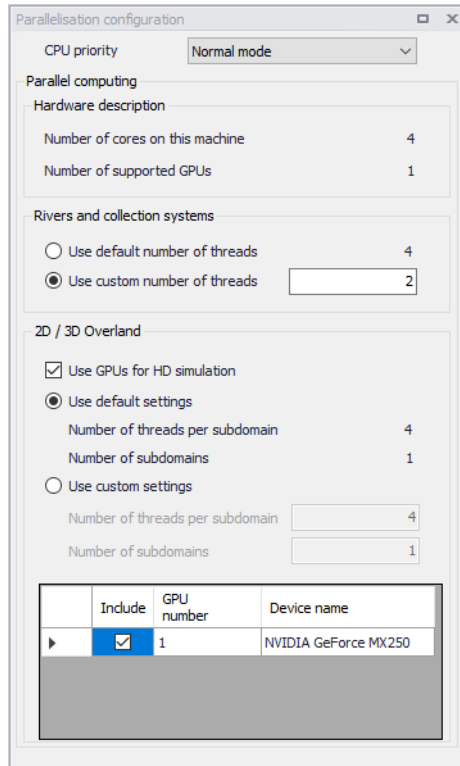 Parallelisation configuration
CPU priority Normal mode
Parallel computing
Hardware description
Number of cores on this machine 4
Number of supported GPUs 1
Rivers and collection systems
Use default number of threads 4
Use custom number of threads 2
2D / 3D Overland
Use GPUs for HD simulation
Use default settings
Number of threads per subdomain 4
Number of subdomains 1
Use custom settings
Number of threads per subdomain 4
Number of subdomains 1
Include GPU number Device name
1 NVIDIA GeForce MX250